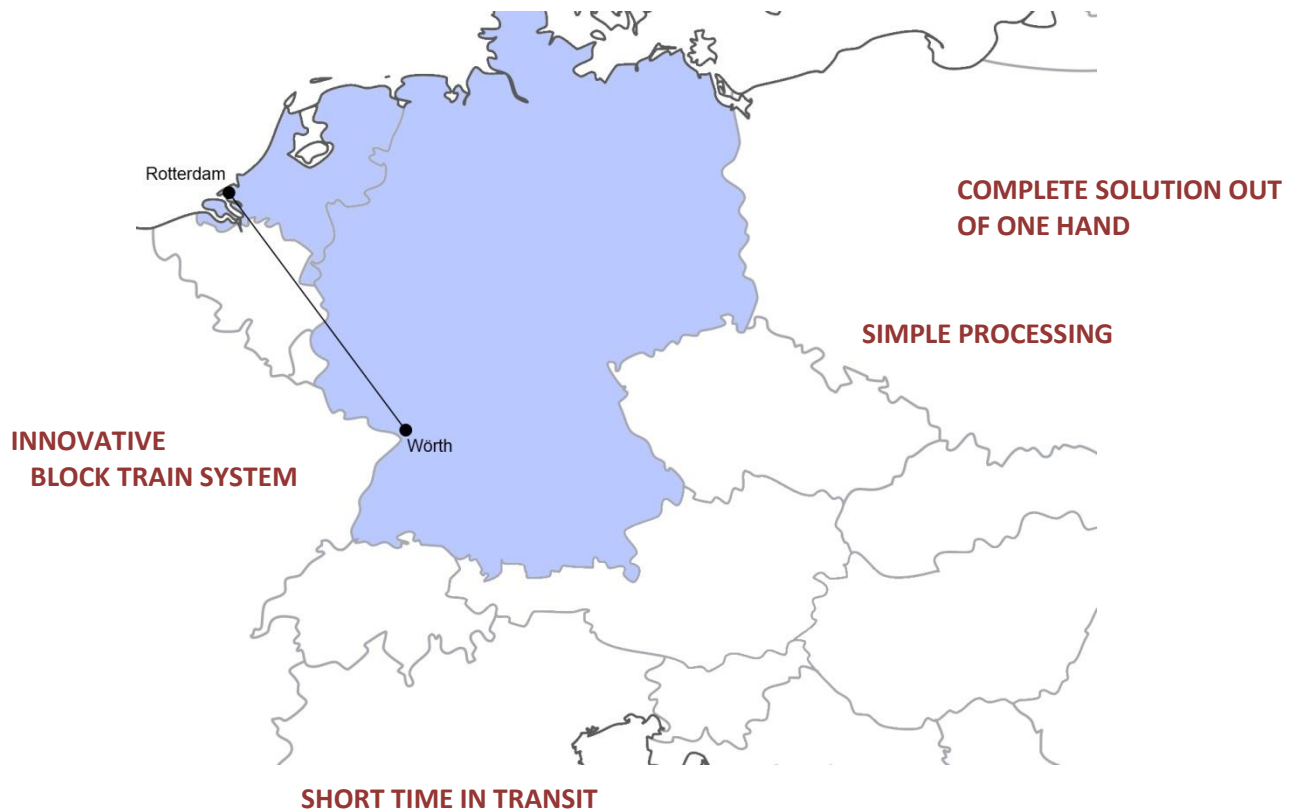 Rotterdam
COMPLETE SOLUTION OUT
OF ONE HAND
SIMPLE PROCESSING
INNOVATIVE
BLOCK TRAIN SYSTEM
Wörth
SHORT TIME IN TRANSIT